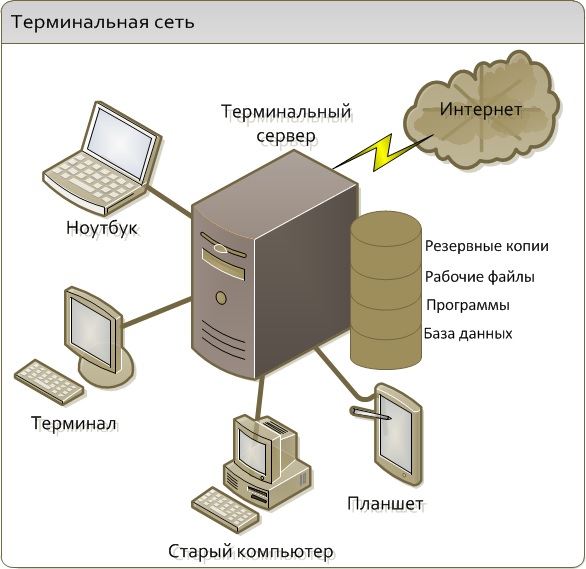 Терминальная сеть
Терминальный
сервер
Интернет
Ноутбук
Резервные копии
Рабочие файлы
Программы
База данных
Терминал
Планшет
Старый компьютер